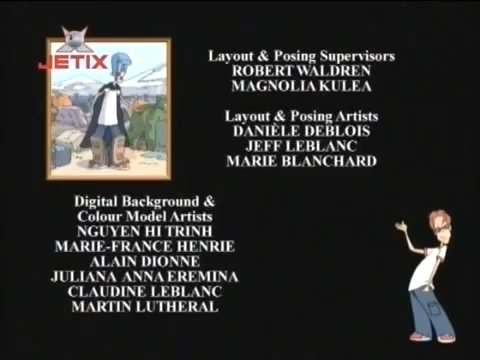 JETIX
Layout & Posing Supervisors
ROBERT WALDREN
MAGNOLIA KULEA
Layout & Posing Artists
DANIÈLE DEBLOIS
JEFF LEBLANC
MARIE BLANCHARD
Digital Background &
Colour Model Artists
NGUYEN HI TRINH
MARIE-FRANCE HENRIE
ALAIN DIONNE
JULIANA ANNA EREMINA
CLAUDINE LEBLANC
MARTIN LUTHERAL